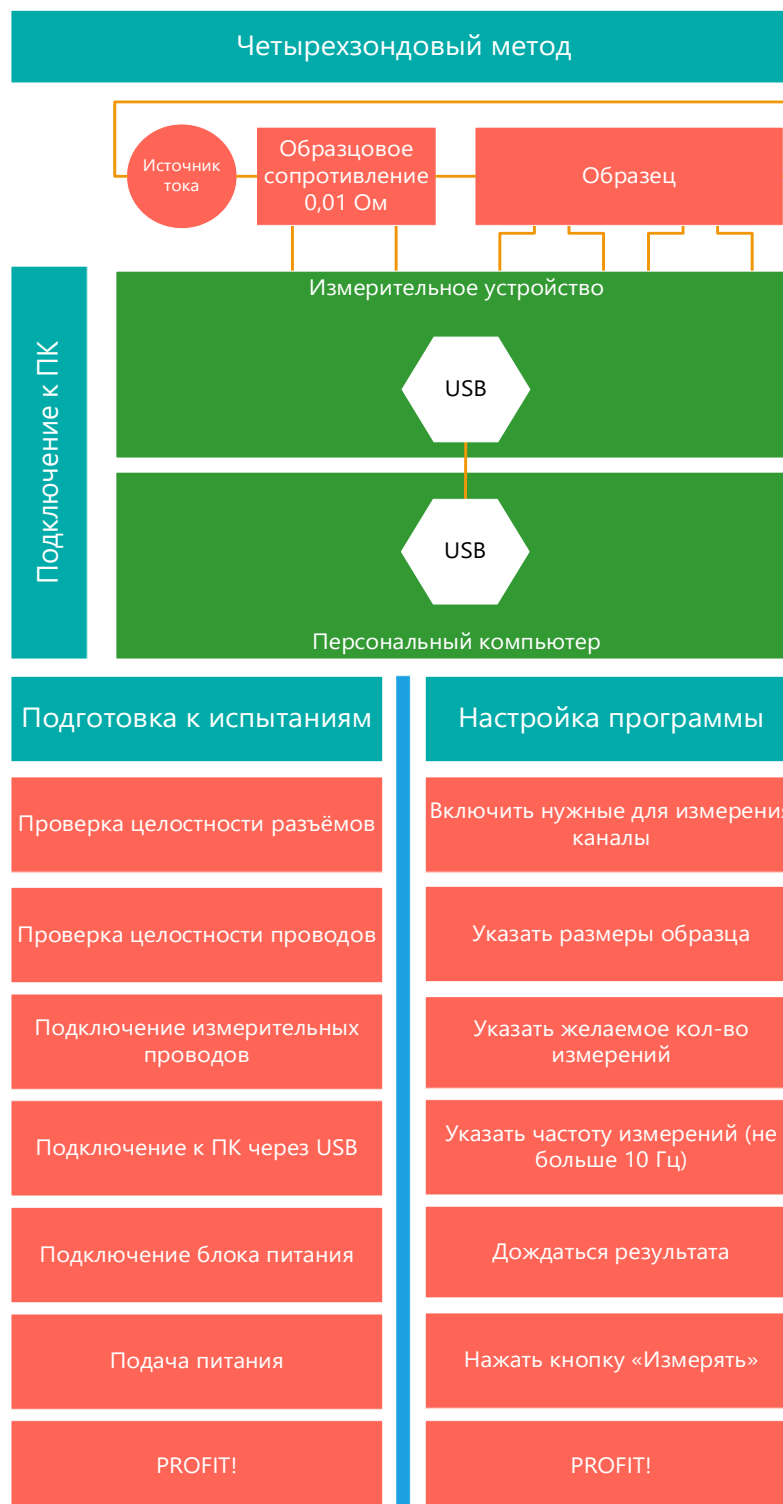 Четырехзондовый метод
Источник
тока
Образцовое
сопротивление
0,01 Ом
Образец
Подключение к ПК
Измерительное устройство
USB
USB
Персональный компьютер
Подготовка к испытаниям
Проверка целостности разъёмов
Проверка целостности проводов
Подключение измерительных
проводов
Подключение к ПК через USB
Подключение блока питания
Подача питания
PROFIT!
Настройка программы
Включить нужные для измерения
каналы
Указать размеры образца
Указать желаемое кол-во
измерений
Указать частоту измерений (не
больше 10 Гц)
Дождаться результата
Нажать кнопку «Измерять»
PROFIT!